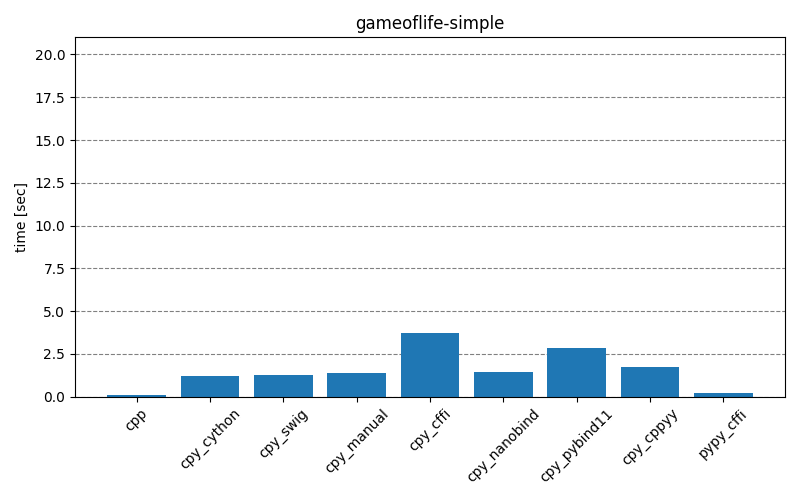 gameoflife-simple
time [sec]
20.0
17.5
15.0
12.5
10.0
7.5
5.0
2.5
0.0
cpp
cpy_cython
cpy_swig
cpy_manual
cpy_cffi
cpy_nanobind
cpy_pybind11
cpy_cppyy
pypy_cffi